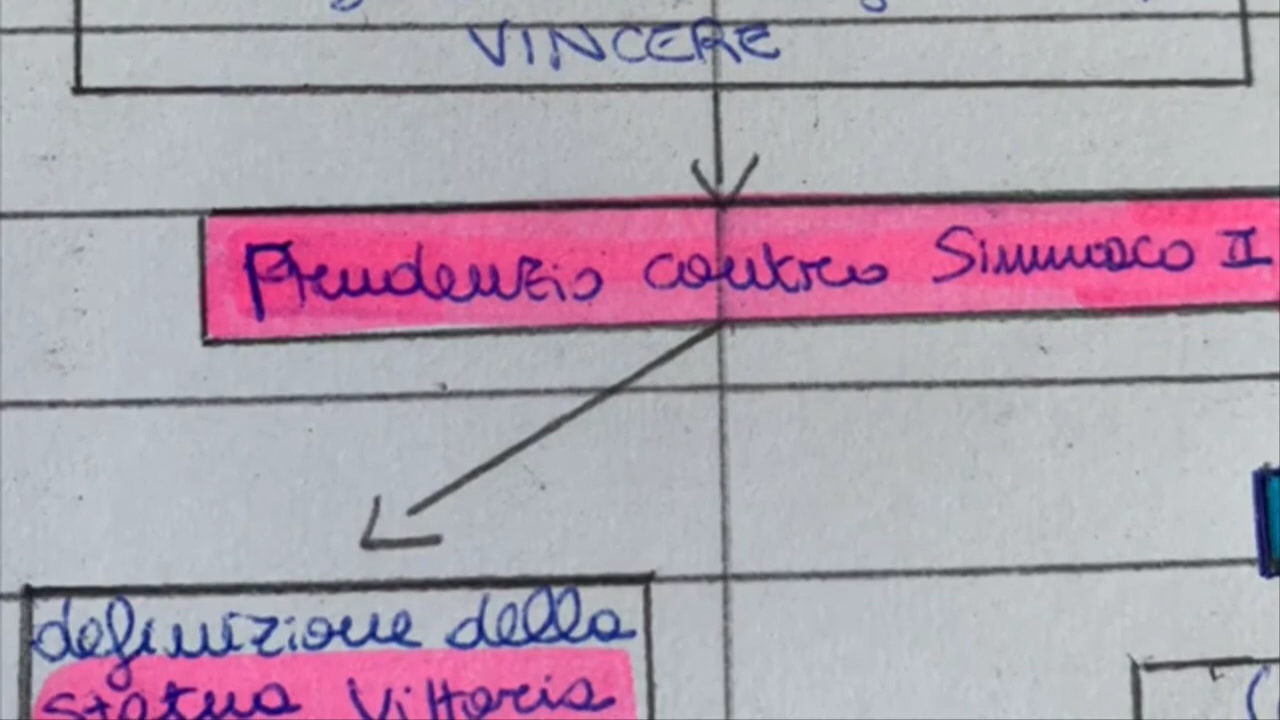 VINCERE
Prudenzio contro Simmaco II
definizione della
statua Vittoria